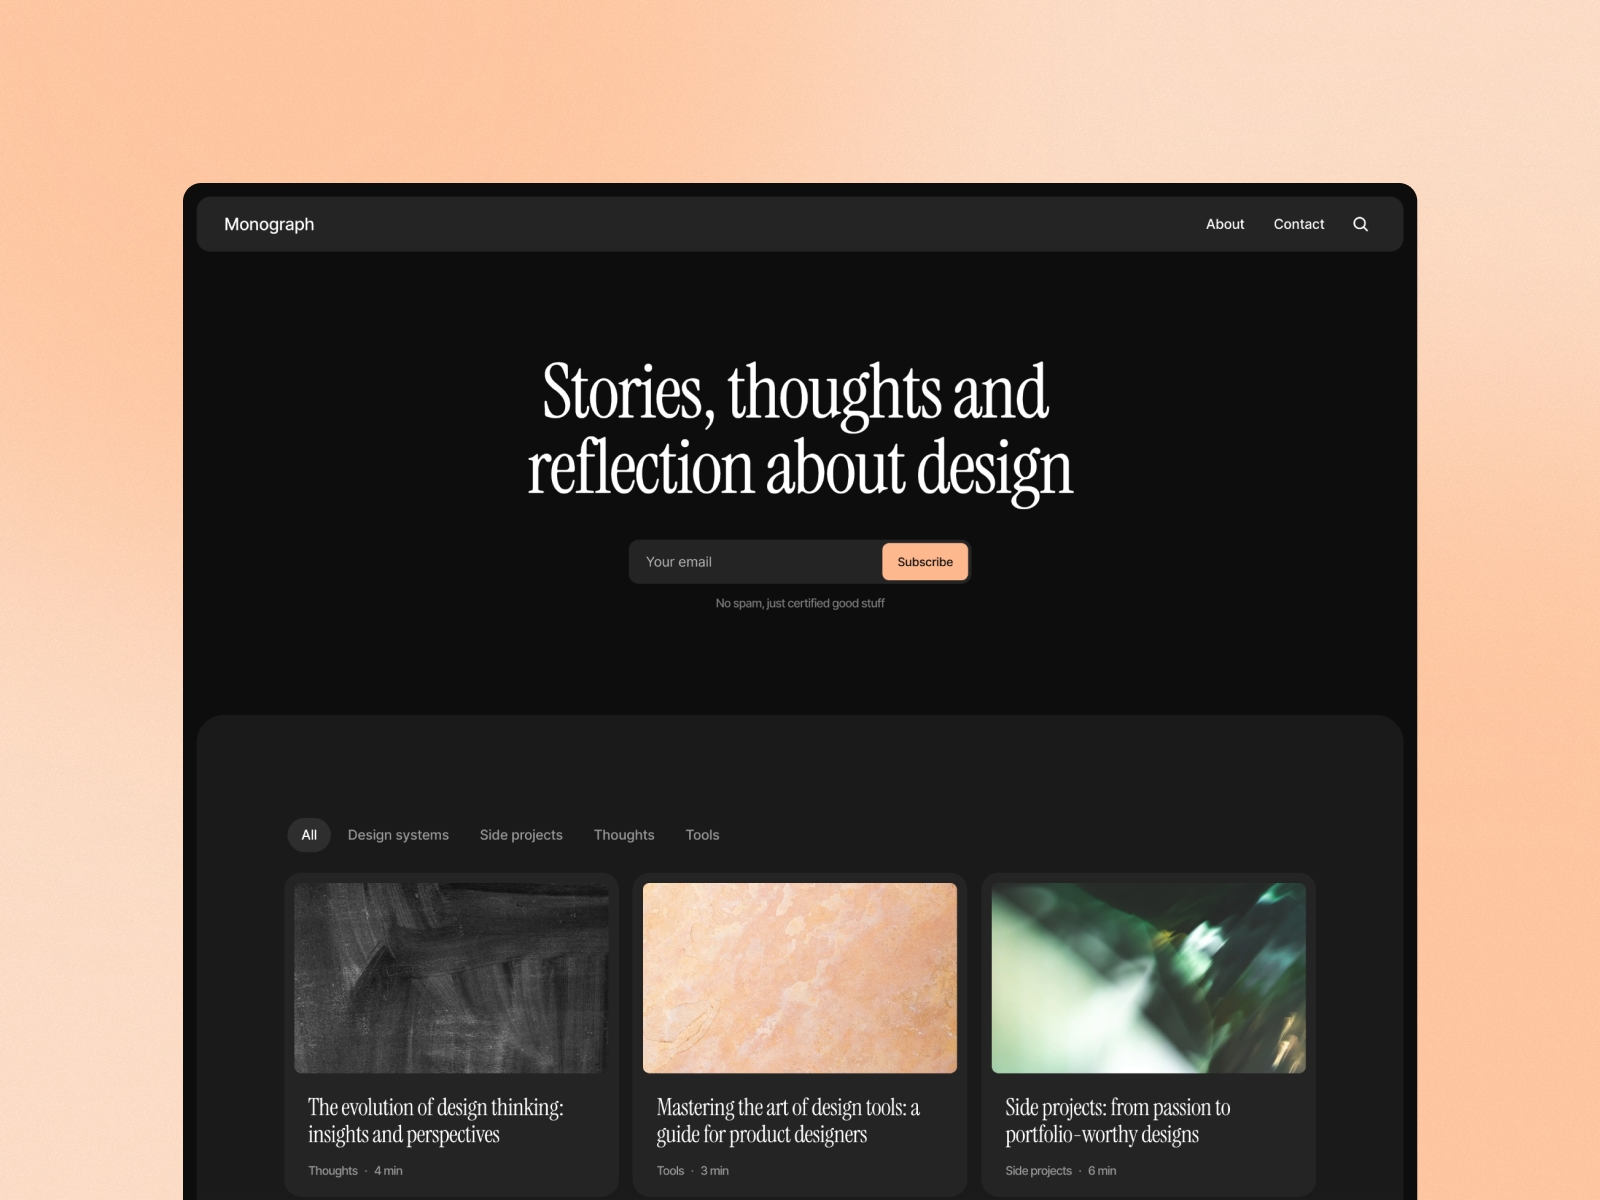 Monograph
About
Contact
Stories, thoughts and
reflection about design
Your email
Subscribe
No spam, just certified good stuff
All
Design systems
Side projects
Thoughts
Tools
The evolution of design thinking:
insights and perspectives
Thoughts · 4 min
Mastering the art of design tools: a
guide for product designers
Tools · 3 min
Side projects: from passion to
portfolio-worthy designs
Side projects · 6 min